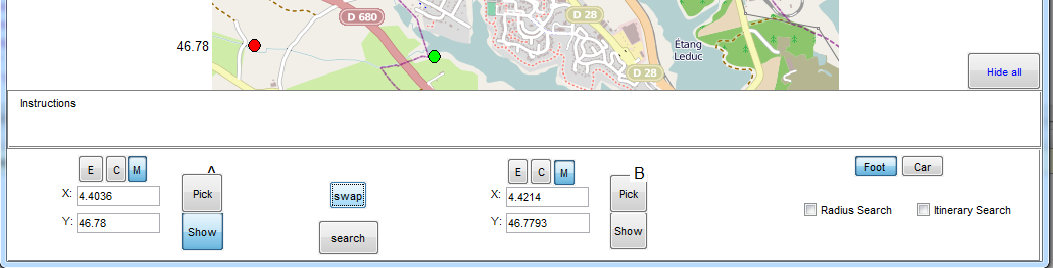 D 680
D 28
46.78
Étang
Leduc
D 28
Hide all
Instructions
E C M
A
X: 4.4036
Pick
Y: 46.78
Show
swap
search
E C M
B
X: 4.4214
Pick
Y: 46.7793
Show
Foot Car
Radius Search Itinerary Search